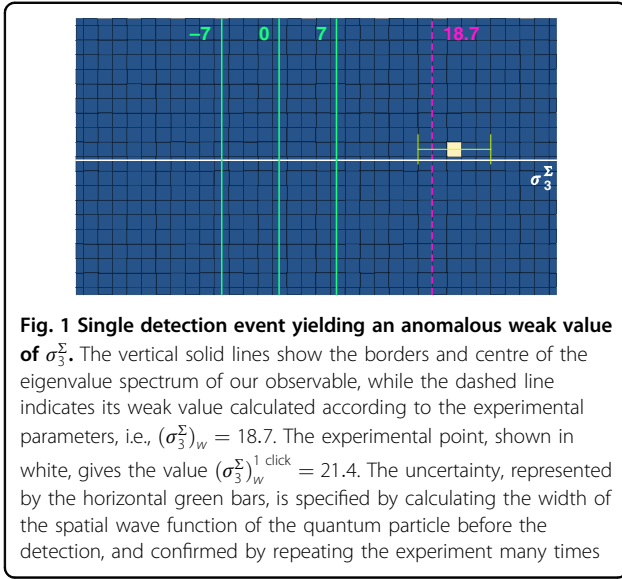 –7 0 7 18.7
σ₃^Σ
Fig. 1 Single detection event yielding an anomalous weak value
of σ₃^Σ. The vertical solid lines show the borders and centre of the
eigenvalue spectrum of our observable, while the dashed line
indicates its weak value calculated according to the experimental
parameters, i.e., (σ₃^Σ)_w = 18.7. The experimental point, shown in
white, gives the value (σ₃^Σ)_w^{1 click} = 21.4. The uncertainty, represented
by the horizontal green bars, is specified by calculating the width of
the spatial wave function of the quantum particle before the
detection, and confirmed by repeating the experiment many times